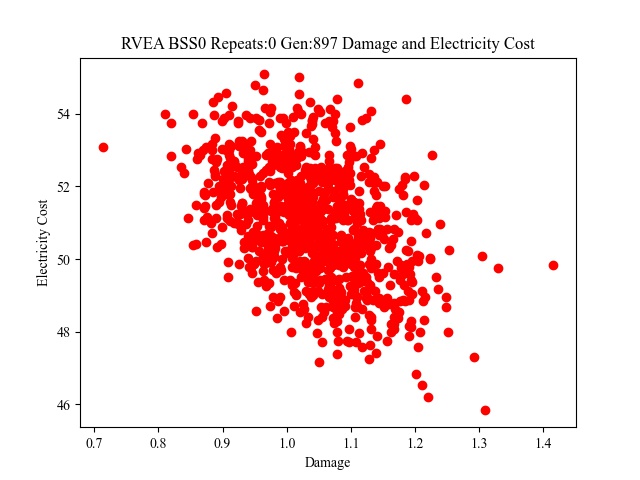 RVEA BSS0 Repeats:0 Gen:897 Damage and Electricity Cost
54
52
50
48
46
Electricity Cost
0.7 0.8 0.9 1.0 1.1 1.2 1.3 1.4
Damage